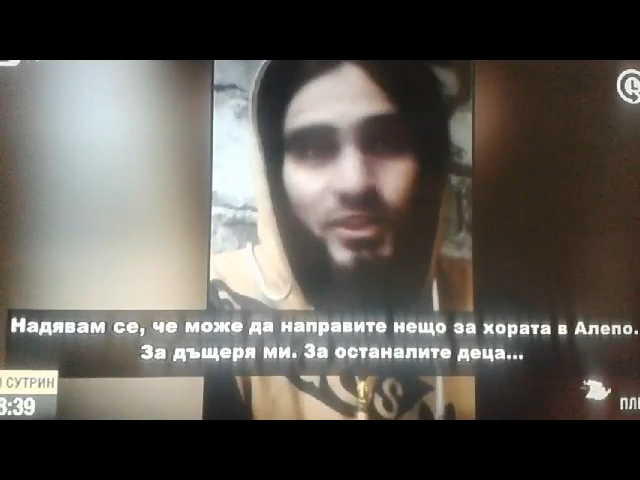 Надявам се, че може да направите нещо за хората в Алепо.
За дъщеря ми. За останалите деца...
СУТРИН
8:39